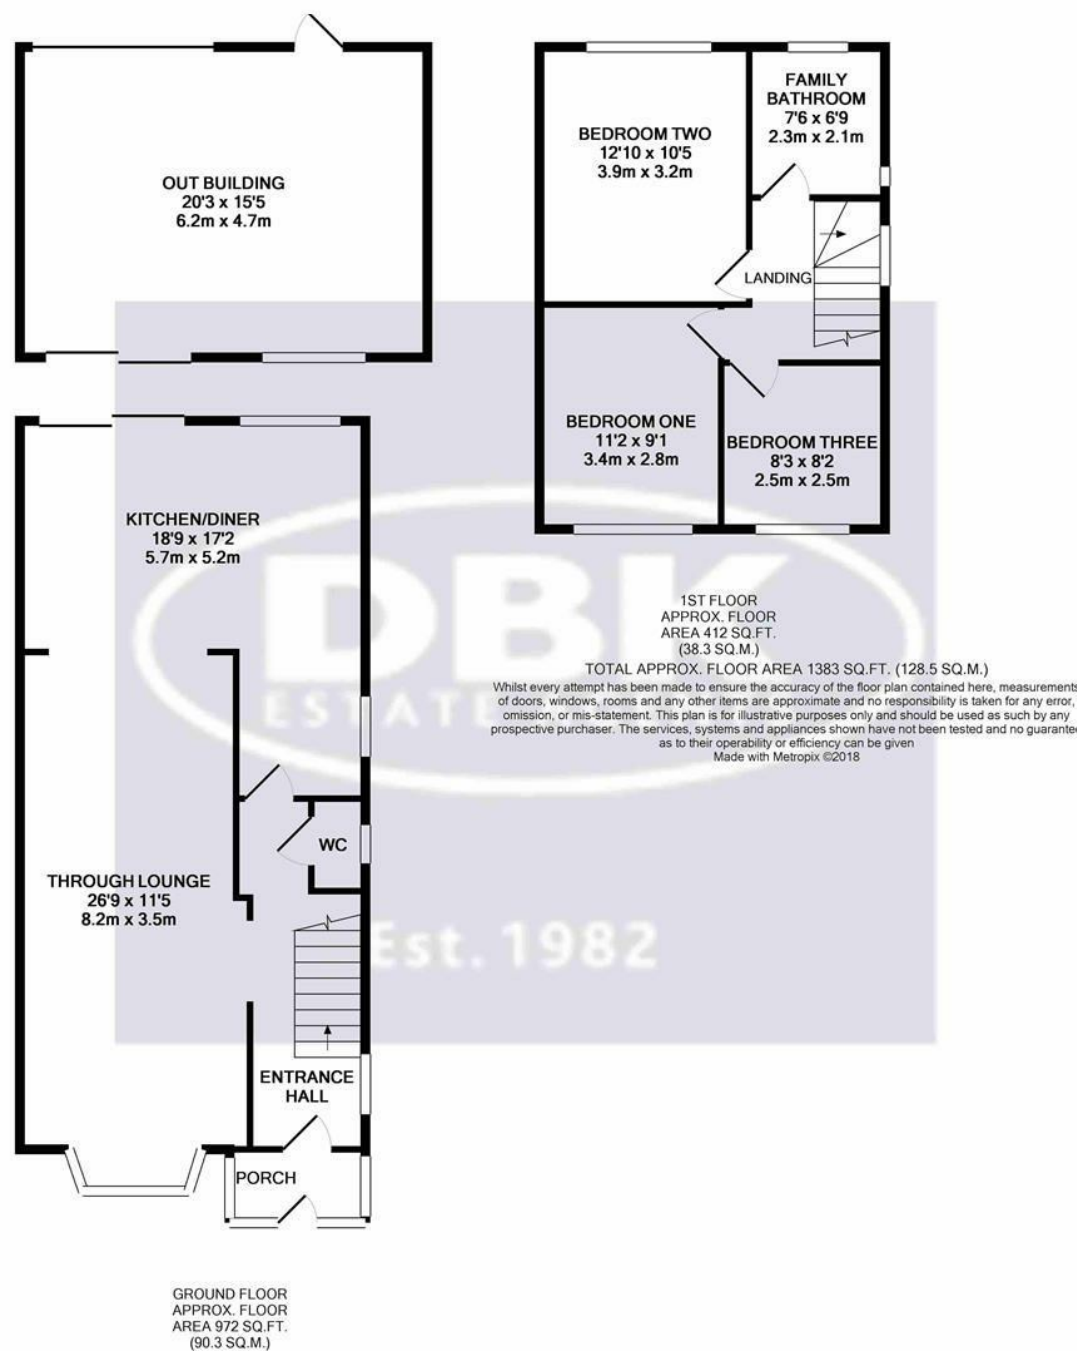 OUT BUILDING
20'3 x 15'5
6.2m x 4.7m
KITCHEN/DINER
18'9 x 17'2
5.7m x 5.2m
WC
THROUGH LOUNGE
26'9 x 11'5
8.2m x 3.5m
ENTRANCE
HALL
PORCH
GROUND FLOOR
APPROX. FLOOR
AREA 972 SQ.FT.
(90.3 SQ.M.)
BEDROOM TWO
12'10 x 10'5
3.9m x 3.2m
FAMILY
BATHROOM
7'6 x 6'9
2.3m x 2.1m
LANDING
BEDROOM ONE
11'2 x 9'1
3.4m x 2.8m
BEDROOM THREE
8'3 x 8'2
2.5m x 2.5m
1ST FLOOR
APPROX. FLOOR
AREA 412 SQ.FT.
(38.3 SQ.M.)
TOTAL APPROX. FLOOR AREA 1383 SQ.FT. (128.5 SQ.M.)
Whilst every attempt has been made to ensure the accuracy of the floor plan contained here, measurements
of doors, windows, rooms and any other items are approximate and no responsibility is taken for any error,
omission, or mis-statement. This plan is for illustrative purposes only and should be used as such by any
prospective purchaser. The services, systems and appliances shown have not been tested and no guarantee
as to their operability or efficiency can be given
Made with Metropix ©2018
DBK
ESTATE
Est. 1982